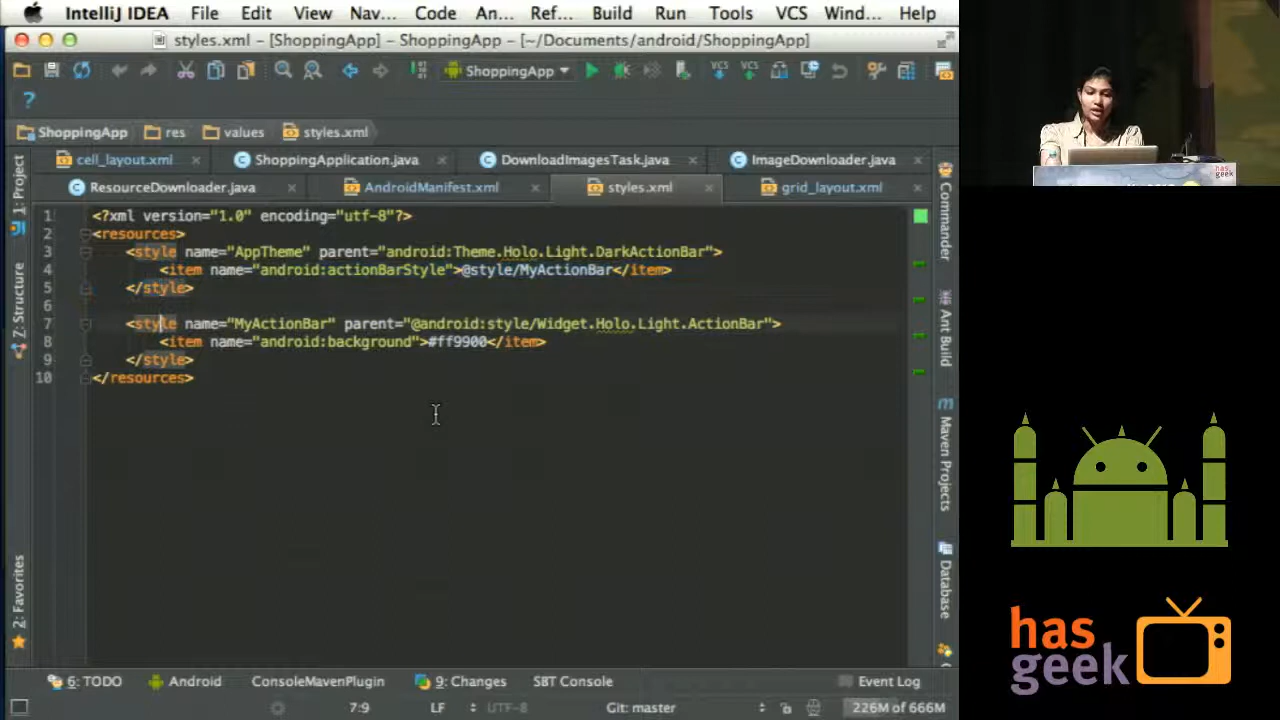 IntelliJ IDEA File Edit View Nav... Code An... Ref... Build Run Tools VCS Wind... Help
styles.xml – [ShoppingApp] – ShoppingApp – [~/Documents/android/ShoppingApp]
ShoppingApp VCS VCS
?
ShoppingApp res values styles.xml
cell_layout.xml ShoppingApplication.java DownloadImagesTask.java ImageDownloader.java
ResourceDownloader.java AndroidManifest.xml styles.xml grid_layout.xml
1 <?xml version="1.0" encoding="utf-8"?>
2 <resources>
3 <style name="AppTheme" parent="android:Theme.Holo.Light.DarkActionBar">
4 <item name="android:actionBarStyle">@style/MyActionBar</item>
5 </style>
6
7 <style name="MyActionBar" parent="@android:style/Widget.Holo.Light.ActionBar">
8 <item name="android:background">#ff9900</item>
9 </style>
10 </resources>
1: Project
7: Structure
2: Favorites
Commander
Ant Build
m Maven Projects
Database
6: TODO Android ConsoleMavenPlugin 9: Changes SBT Console Event Log
7:9 LF UTF-8 Git: master 226M of 666M
has geek
has
geek